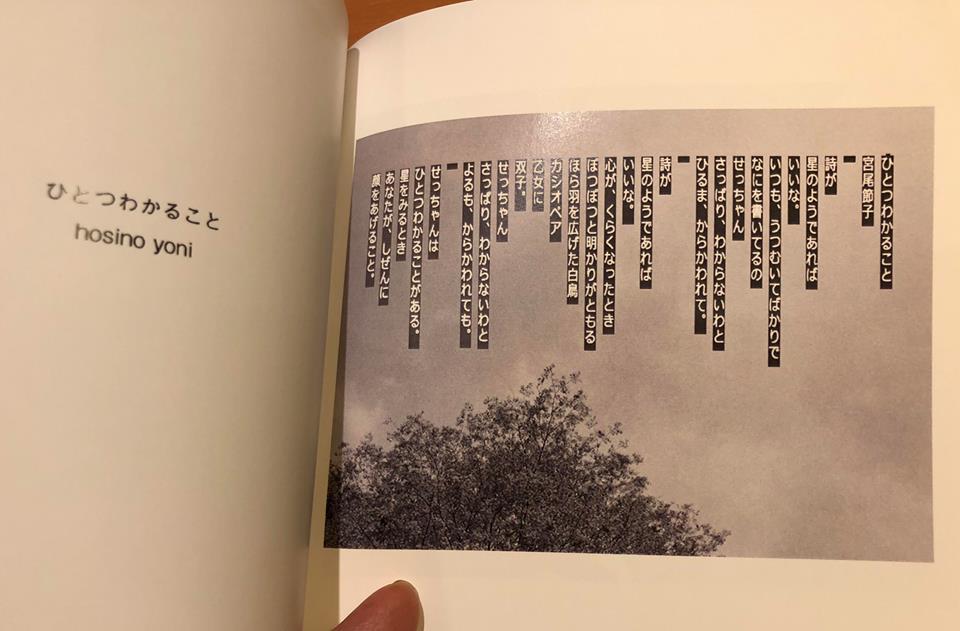 ひとつわかること
hosino yoni
ひとつわかること
宮尾節子
詩が
星のようであれば
いいな。
いつも、うつむいてばかりで
なにを書いてるの
せっちゃん
さっぱり、わからないわと
ひるま、からかわれて。
詩が
星のようであれば
いいな。
心が、くらくなったとき
ぽつぽつと明かりがともる
ほら羽を広げた白鳥
カシオペア
乙女に
双子。
せっちゃん
さっぱり、わからないわと
よるも、からかわれても。
せっちゃんは
ひとつわかることがある。
星をみるとき
あなたが、しぜんに
顔をあげること。